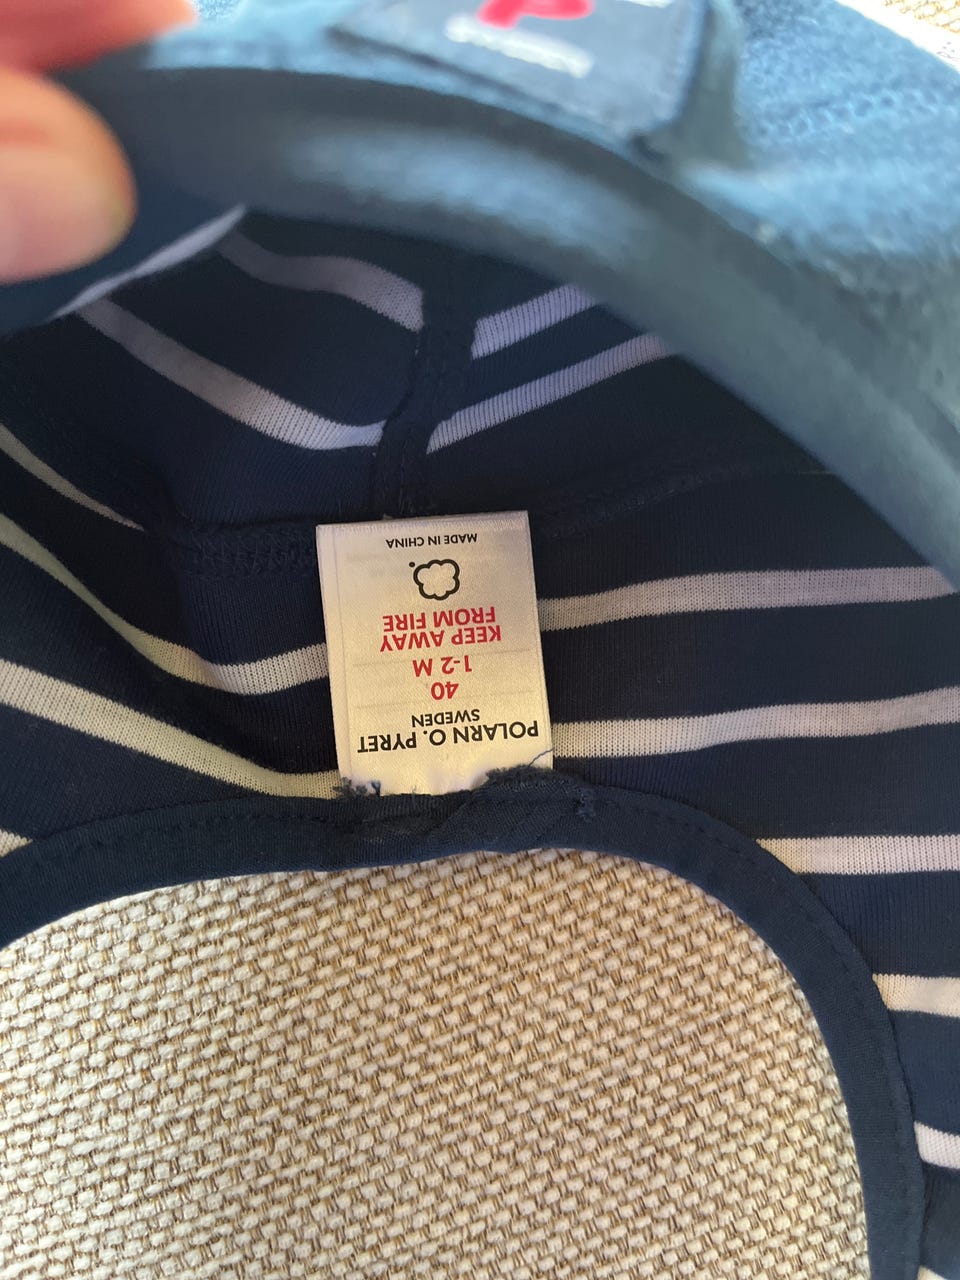 POLARN O. PYRET
SWEDEN
40
1-2 M
KEEP AWAY
FROM FIRE
MADE IN CHINA